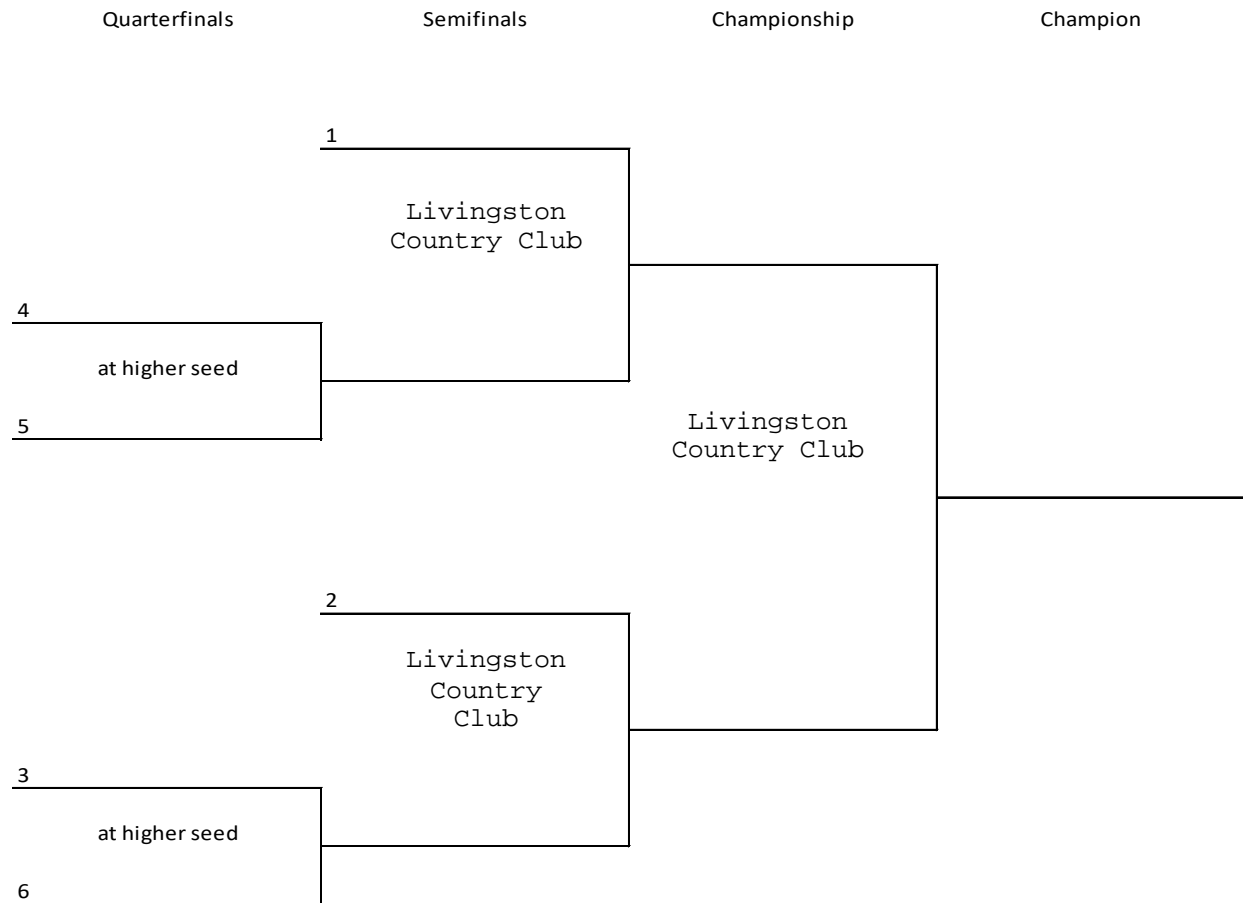 Quarterfinals Semifinals Championship Champion
1
Livingston
Country Club
4
at higher seed
5
Livingston
Country Club
2
Livingston
Country
Club
3
at higher seed
6